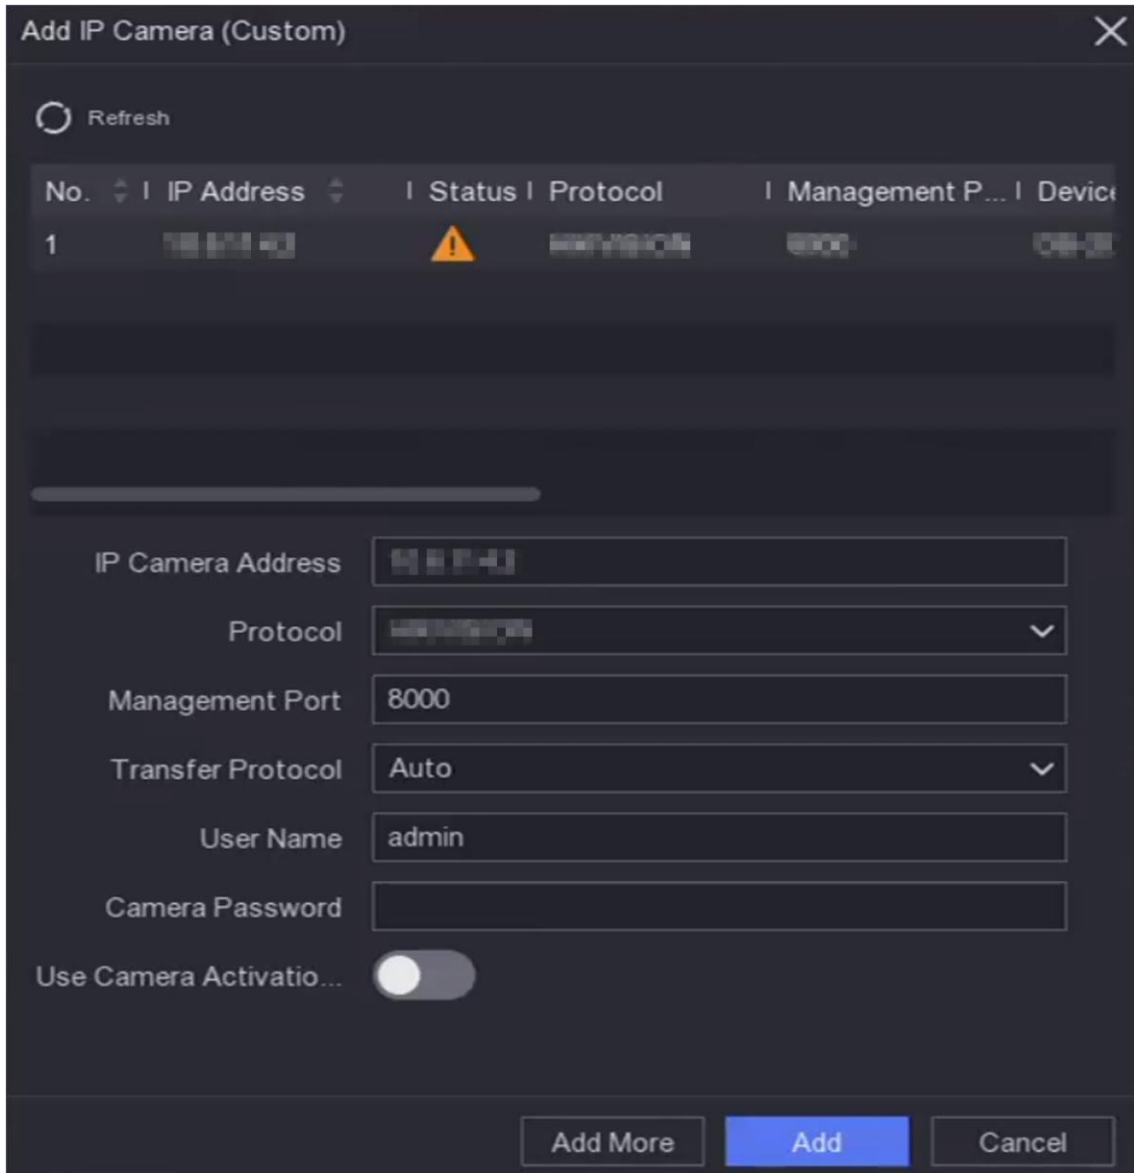 Add IP Camera (Custom)
Refresh
No. IP Address Status Protocol Management P... Device
1
IP Camera Address
Protocol
Management Port 8000
Transfer Protocol Auto
User Name admin
Camera Password
Use Camera Activatio...
Add More Add Cancel